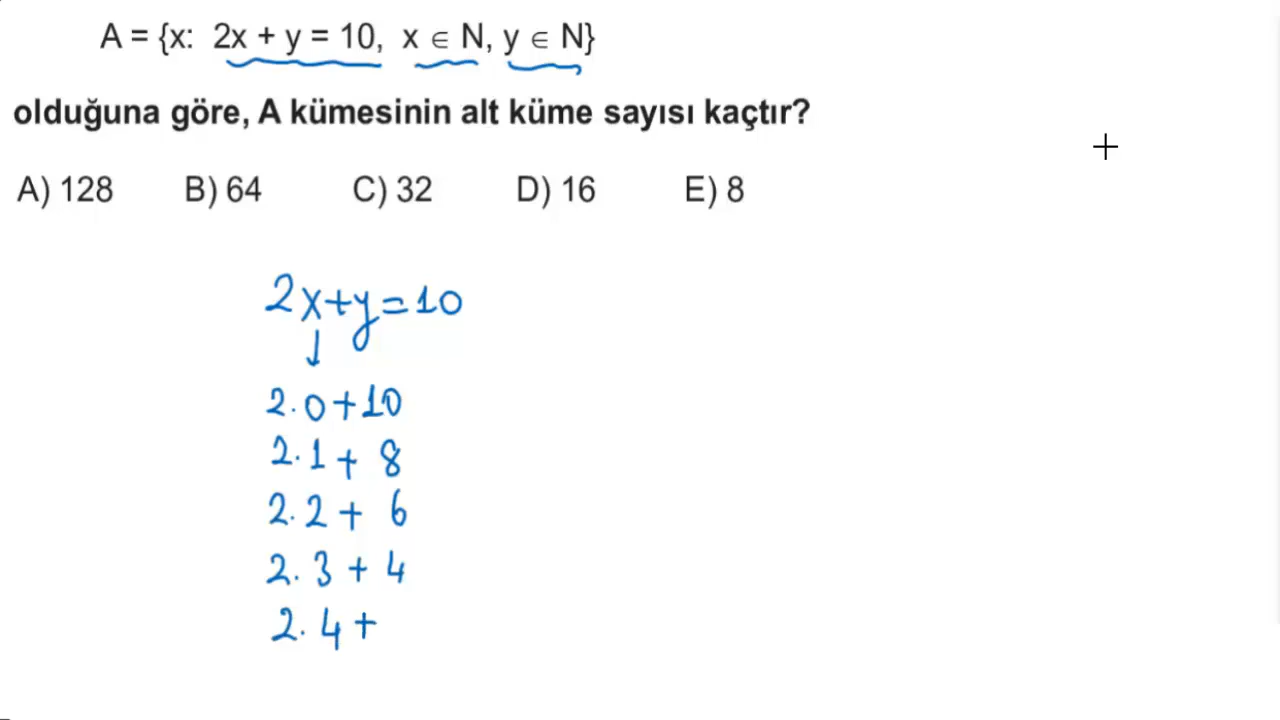 A = {x: 2x + y = 10, x ∈ N, y ∈ N}
olduğuna göre, A kümesinin alt küme sayısı kaçtır?
A) 128 B) 64 C) 32 D) 16 E) 8
2x+y=10
↓
2.0+10
2.1+ 8
2.2+ 6
2.3+4
2.4+